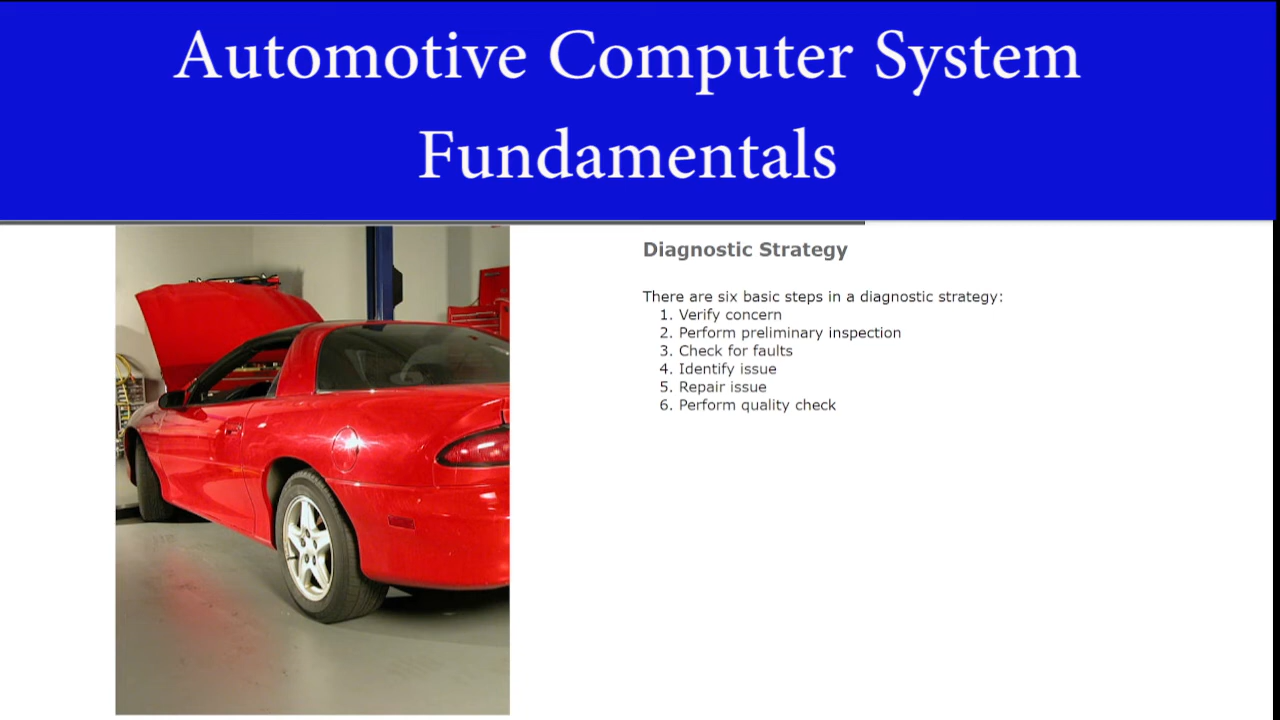 Automotive Computer System
Fundamentals
Diagnostic Strategy
There are six basic steps in a diagnostic strategy:
1. Verify concern
2. Perform preliminary inspection
3. Check for faults
4. Identify issue
5. Repair issue
6. Perform quality check